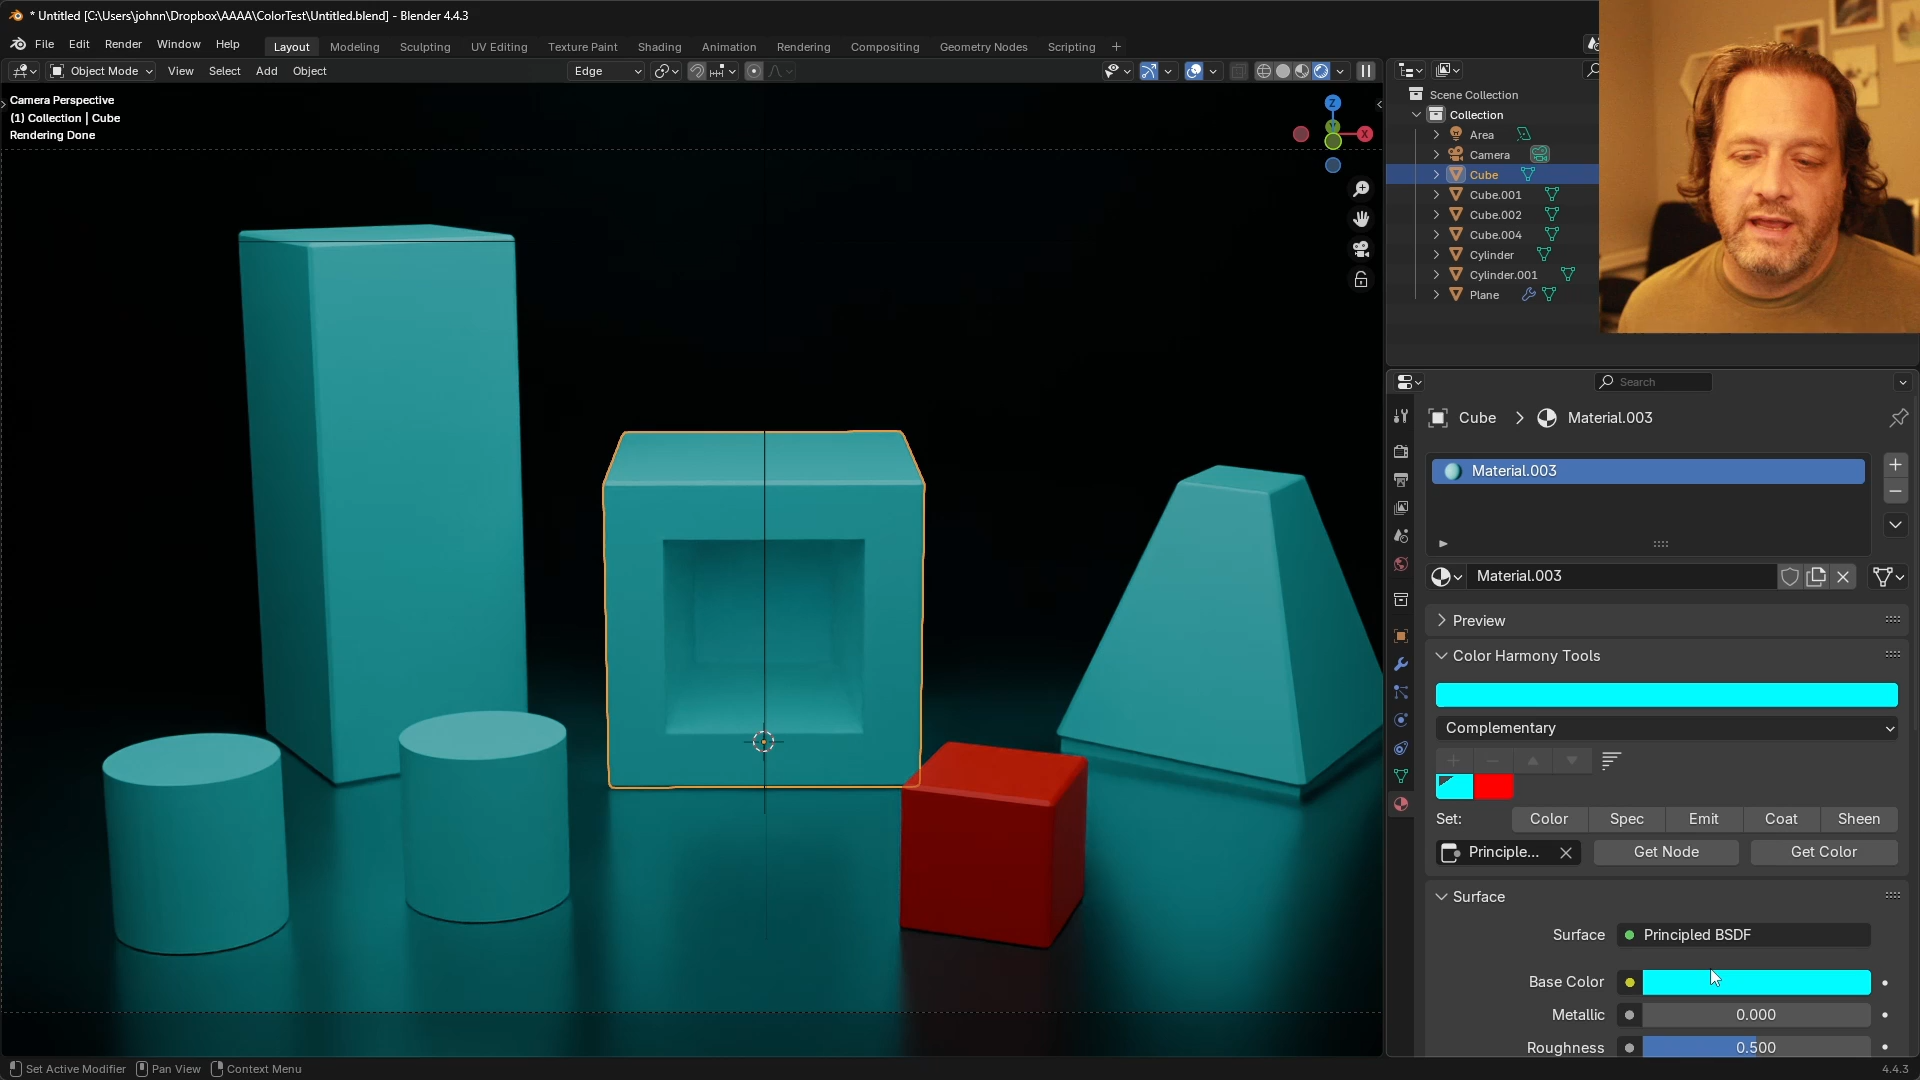 * Untitled [C:\Users\johnn\Dropbox\AAAA\ColorTest\Untitled.blend] - Blender 4.4.3
File Edit Render Window Help Layout Modeling Sculpting UV Editing Texture Paint Shading Animation Rendering Compositing Geometry Nodes Scripting +
Object Mode View Select Add Object Edge
Camera Perspective
(1) Collection | Cube
Rendering Done
Z
Y
X
Scene Collection
Collection
Area
Camera
Cube
Cube.001
Cube.002
Cube.004
Cylinder
Cylinder.001
Plane
Search
Cube > Material.003
Material.003
Material.003
Preview
Color Harmony Tools
Complementary
Set: Color Spec Emit Coat Sheen
Principle... Get Node Get Color
Surface
Surface Principled BSDF
Base Color
Metallic 0.000
Roughness 0.500
Set Active Modifier Pan View Context Menu 4.4.3